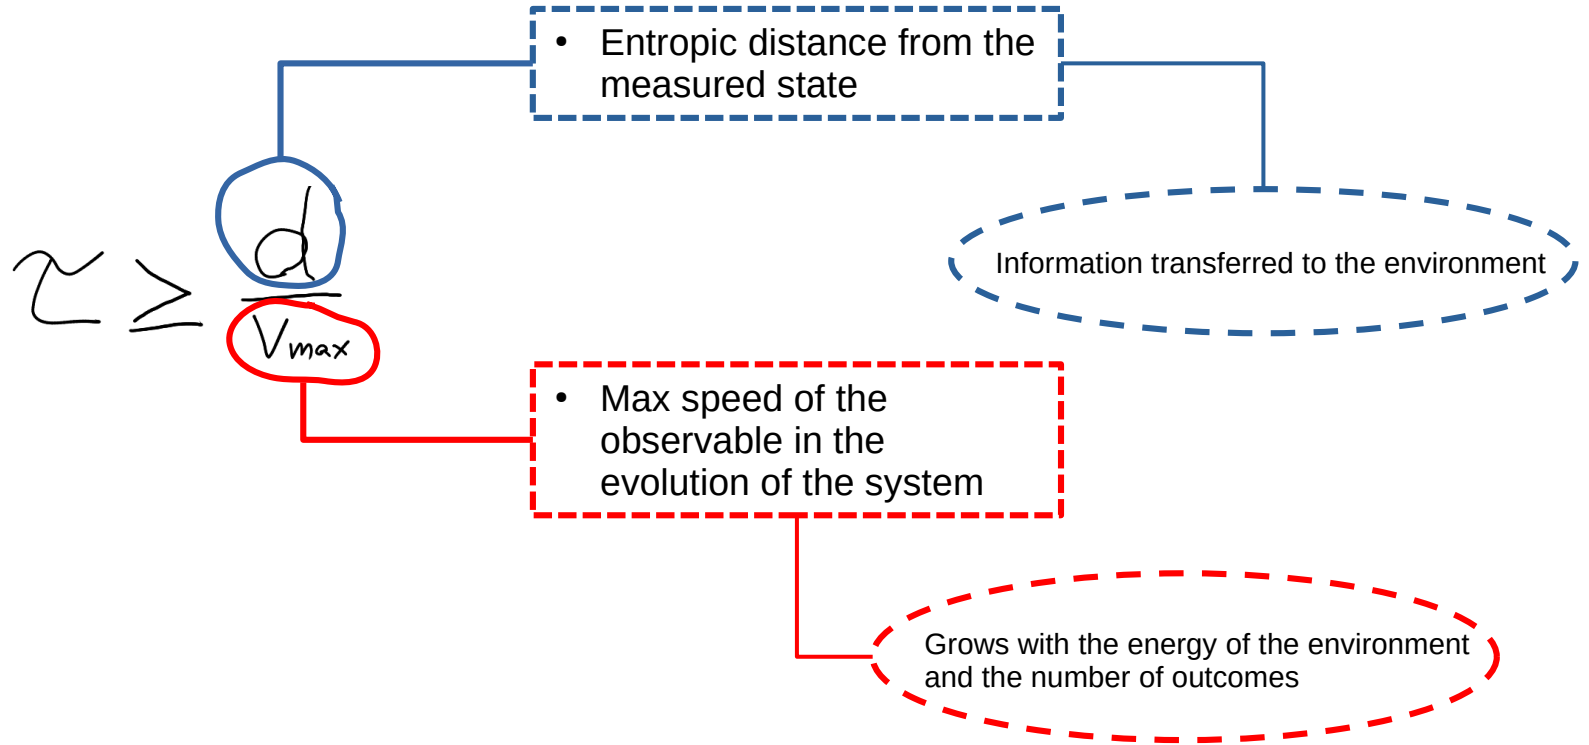 • Entropic distance from the
measured state
τ ≥ d / Vmax
Information transferred to the environment
• Max speed of the
observable in the
evolution of the system
Grows with the energy of the environment
and the number of outcomes